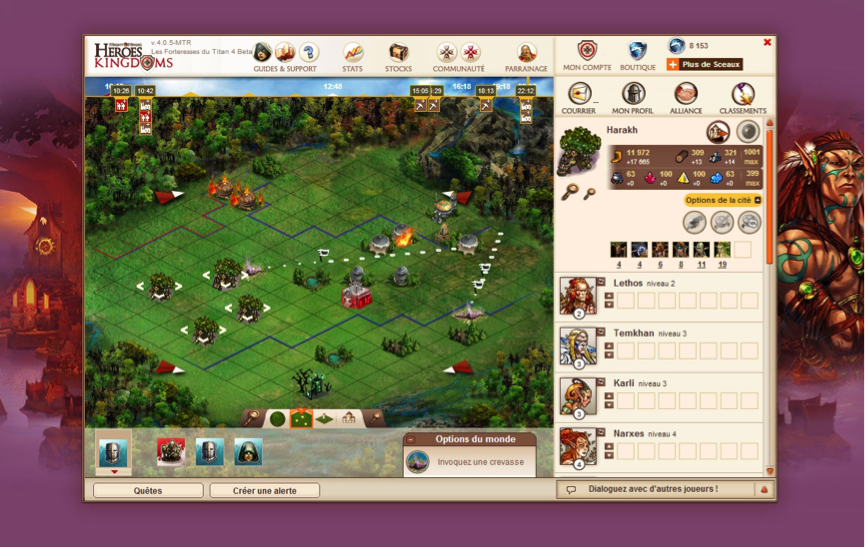 HEROES
KINGDOMS
v.4.0.5-MTR
Les Forteresses du Titan 4 Beta
GUIDES & SUPPORT
STATS
STOCKS
COMMUNAUTÉ
PARRAINAGE
MON COMPTE
BOUTIQUE
8 153
Plus de Sceaux
12:48
16:18
10:26
10:42
15:05
18:13
22:12
COURRIER
MON PROFIL
ALLIANCE
CLASSEMENTS
Harakh
11 972
+17 665
309
+13
321
+14
1001
max
63
+0
100
+0
100
+0
63
+0
399
max
Options de la cité
4
4
6
8
11
19
Lethos niveau 2
2
Temkhan niveau 3
3
Karli niveau 3
3
Narxes niveau 4
4
Options du monde
Invoquez une crevasse
Quêtes
Créer une alerte
Dialoguez avec d'autres joueurs !